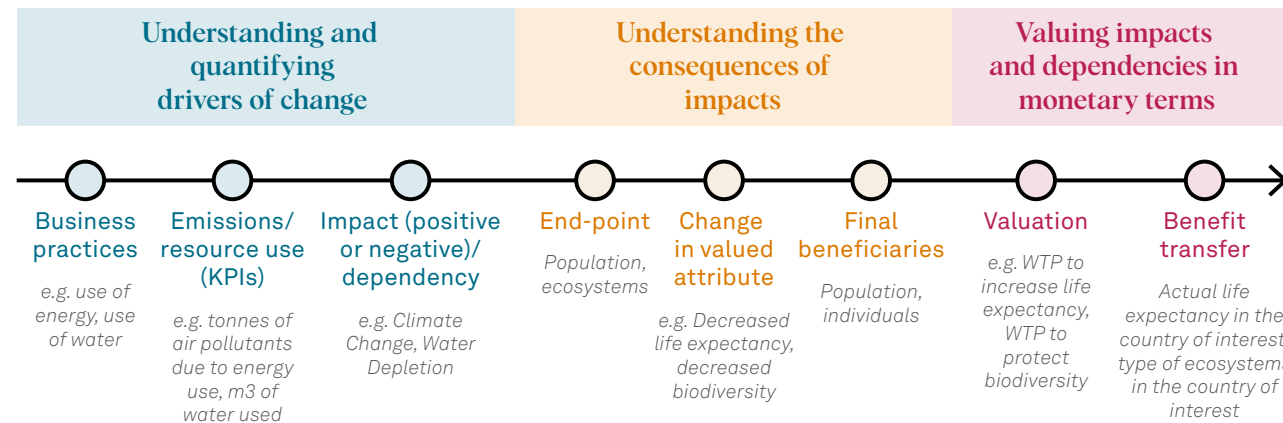 Understanding and
quantifying
drivers of change
Understanding the
consequences of
impacts
Valuing impacts
and dependencies in
monetary terms
Business
practices
e.g. use of
energy, use
of water
Emissions/
resource use
(KPIs)
e.g. tonnes of
air pollutants
due to energy
use, m3 of
water used
Impact (positive
or negative)/
dependency
e.g. Climate
Change, Water
Depletion
End-point
Population,
ecosystems
Change
in valued
attribute
e.g. Decreased
life expectancy,
decreased
biodiversity
Final
beneficiaries
Population,
individuals
Valuation
e.g. WTP to
increase life
expectancy,
WTP to
protect
biodiversity
Benefit
transfer
Actual life
expectancy in the
country of interest,
type of ecosystems
in the country of
interest